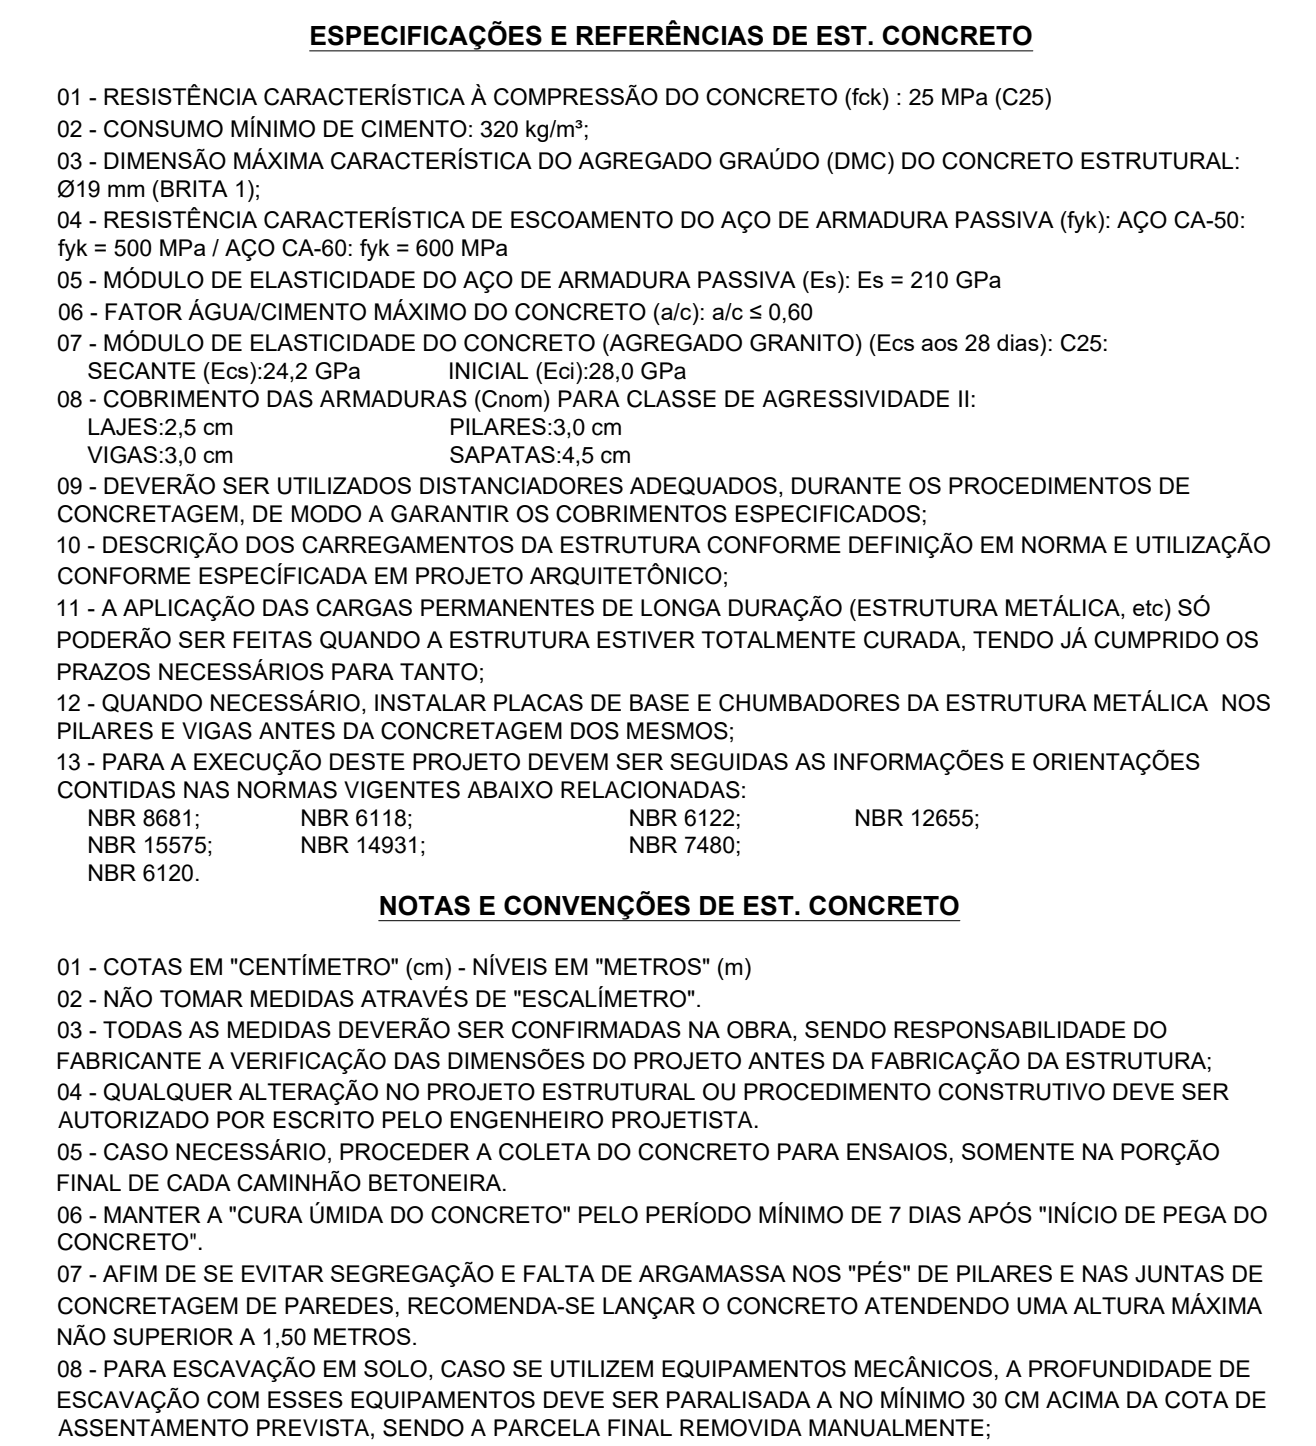 ESPECIFICAÇÕES E REFERÊNCIAS DE EST. CONCRETO
01 - RESISTÊNCIA CARACTERÍSTICA À COMPRESSÃO DO CONCRETO (fck) : 25 MPa (C25)
02 - CONSUMO MÍNIMO DE CIMENTO: 320 kg/m³;
03 - DIMENSÃO MÁXIMA CARACTERÍSTICA DO AGREGADO GRAÚDO (DMC) DO CONCRETO ESTRUTURAL:
Ø19 mm (BRITA 1);
04 - RESISTÊNCIA CARACTERÍSTICA DE ESCOAMENTO DO AÇO DE ARMADURA PASSIVA (fyk): AÇO CA-50:
fyk = 500 MPa / AÇO CA-60: fyk = 600 MPa
05 - MÓDULO DE ELASTICIDADE DO AÇO DE ARMADURA PASSIVA (Es): Es = 210 GPa
06 - FATOR ÁGUA/CIMENTO MÁXIMO DO CONCRETO (a/c): a/c ≤ 0,60
07 - MÓDULO DE ELASTICIDADE DO CONCRETO (AGREGADO GRANITO) (Ecs aos 28 dias): C25:
SECANTE (Ecs):24,2 GPa INICIAL (Eci):28,0 GPa
08 - COBRIMENTO DAS ARMADURAS (Cnom) PARA CLASSE DE AGRESSIVIDADE II:
LAJES:2,5 cm PILARES:3,0 cm
VIGAS:3,0 cm SAPATAS:4,5 cm
09 - DEVERÃO SER UTILIZADOS DISTANCIADORES ADEQUADOS, DURANTE OS PROCEDIMENTOS DE
CONCRETAGEM, DE MODO A GARANTIR OS COBRIMENTOS ESPECIFICADOS;
10 - DESCRIÇÃO DOS CARREGAMENTOS DA ESTRUTURA CONFORME DEFINIÇÃO EM NORMA E UTILIZAÇÃO
CONFORME ESPECÍFICADA EM PROJETO ARQUITETÔNICO;
11 - A APLICAÇÃO DAS CARGAS PERMANENTES DE LONGA DURAÇÃO (ESTRUTURA METÁLICA, etc) SÓ
PODERÃO SER FEITAS QUANDO A ESTRUTURA ESTIVER TOTALMENTE CURADA, TENDO JÁ CUMPRIDO OS
PRAZOS NECESSÁRIOS PARA TANTO;
12 - QUANDO NECESSÁRIO, INSTALAR PLACAS DE BASE E CHUMBADORES DA ESTRUTURA METÁLICA  NOS
PILARES E VIGAS ANTES DA CONCRETAGEM DOS MESMOS;
13 - PARA A EXECUÇÃO DESTE PROJETO DEVEM SER SEGUIDAS AS INFORMAÇÕES E ORIENTAÇÕES
CONTIDAS NAS NORMAS VIGENTES ABAIXO RELACIONADAS:
NBR 8681; NBR 6118; NBR 6122; NBR 12655;
NBR 15575; NBR 14931; NBR 7480;
NBR 6120.
NOTAS E CONVENÇÕES DE EST. CONCRETO
01 - COTAS EM "CENTÍMETRO" (cm) - NÍVEIS EM "METROS" (m)
02 - NÃO TOMAR MEDIDAS ATRAVÉS DE "ESCALÍMETRO".
03 - TODAS AS MEDIDAS DEVERÃO SER CONFIRMADAS NA OBRA, SENDO RESPONSABILIDADE DO
FABRICANTE A VERIFICAÇÃO DAS DIMENSÕES DO PROJETO ANTES DA FABRICAÇÃO DA ESTRUTURA;
04 - QUALQUER ALTERAÇÃO NO PROJETO ESTRUTURAL OU PROCEDIMENTO CONSTRUTIVO DEVE SER
AUTORIZADO POR ESCRITO PELO ENGENHEIRO PROJETISTA.
05 - CASO NECESSÁRIO, PROCEDER A COLETA DO CONCRETO PARA ENSAIOS, SOMENTE NA PORÇÃO
FINAL DE CADA CAMINHÃO BETONEIRA.
06 - MANTER A "CURA ÚMIDA DO CONCRETO" PELO PERÍODO MÍNIMO DE 7 DIAS APÓS "INÍCIO DE PEGA DO
CONCRETO".
07 - AFIM DE SE EVITAR SEGREGAÇÃO E FALTA DE ARGAMASSA NOS "PÉS" DE PILARES E NAS JUNTAS DE
CONCRETAGEM DE PAREDES, RECOMENDA-SE LANÇAR O CONCRETO ATENDENDO UMA ALTURA MÁXIMA
NÃO SUPERIOR A 1,50 METROS.
08 - PARA ESCAVAÇÃO EM SOLO, CASO SE UTILIZEM EQUIPAMENTOS MECÂNICOS, A PROFUNDIDADE DE
ESCAVAÇÃO COM ESSES EQUIPAMENTOS DEVE SER PARALISADA A NO MÍNIMO 30 CM ACIMA DA COTA DE
ASSENTAMENTO PREVISTA, SENDO A PARCELA FINAL REMOVIDA MANUALMENTE;